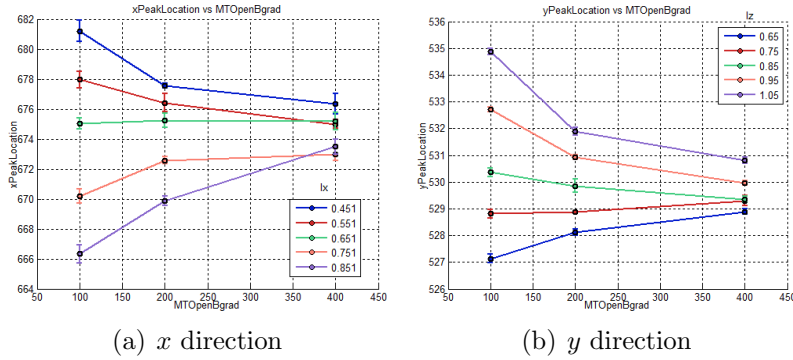 xPeakLocation vs MTOpenBgrad
682
680
678
676
674
672
670
668
666
664
50 100 150 200 250 300 350 400 450
xPeakLocation
MTOpenBgrad
Ix
0.451
0.551
0.651
0.751
0.851
(a) x direction
yPeakLocation vs MTOpenBgrad
536
535
534
533
532
531
530
529
528
527
526
50 100 150 200 250 300 350 400 450
yPeakLocation
MTOpenBgrad
Iz
0.65
0.75
0.85
0.95
1.05
(b) y direction